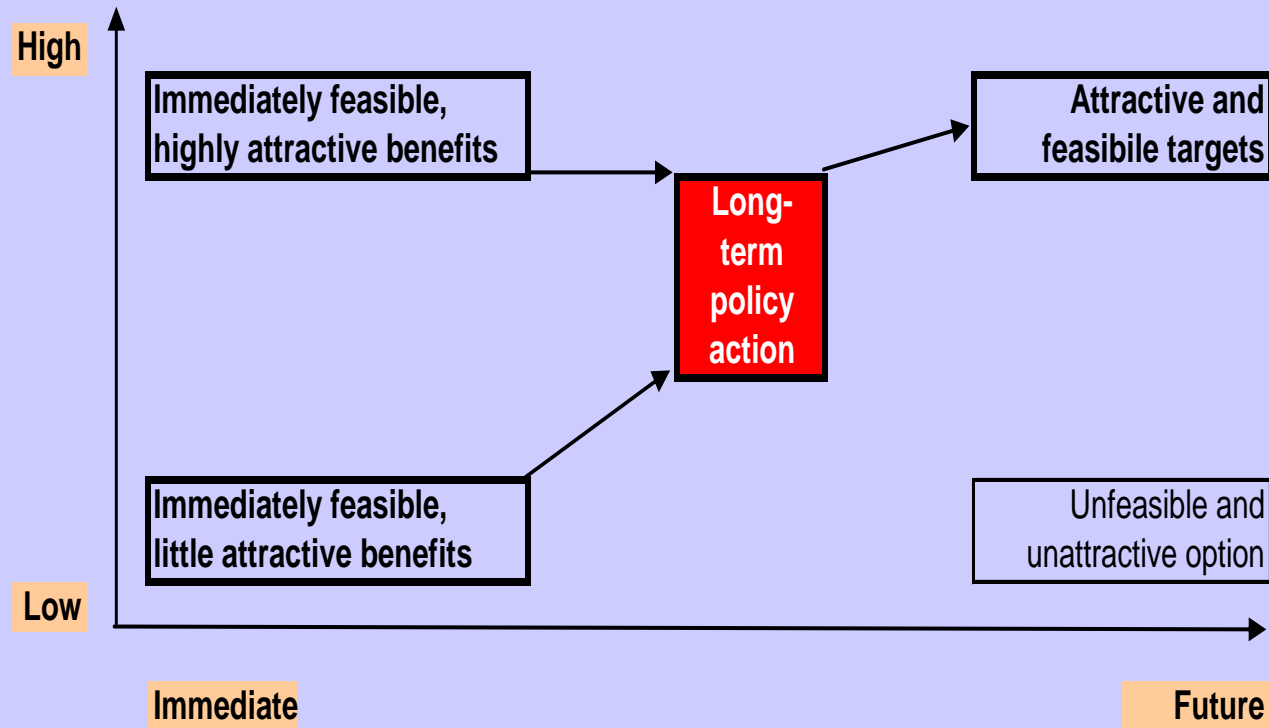 High
Immediately feasible,
highly attractive benefits
Attractive and
feasibile targets
Long-
term
policy
action
Immediately feasible,
little attractive benefits
Unfeasible and
unattractive option
Low
Immediate
Future